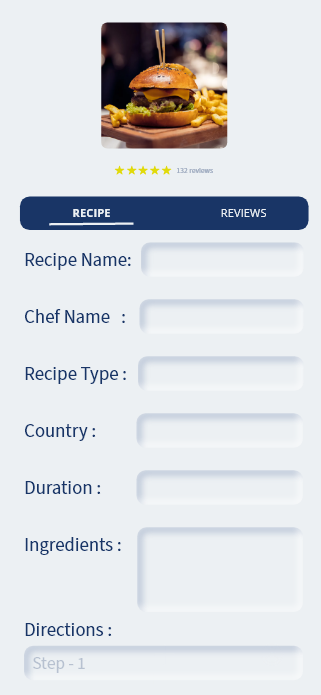 132 reviews
RECIPE REVIEWS
Recipe Name:
Chef Name :
Recipe Type :
Country :
Duration :
Ingredients :
Directions :
Step - 1